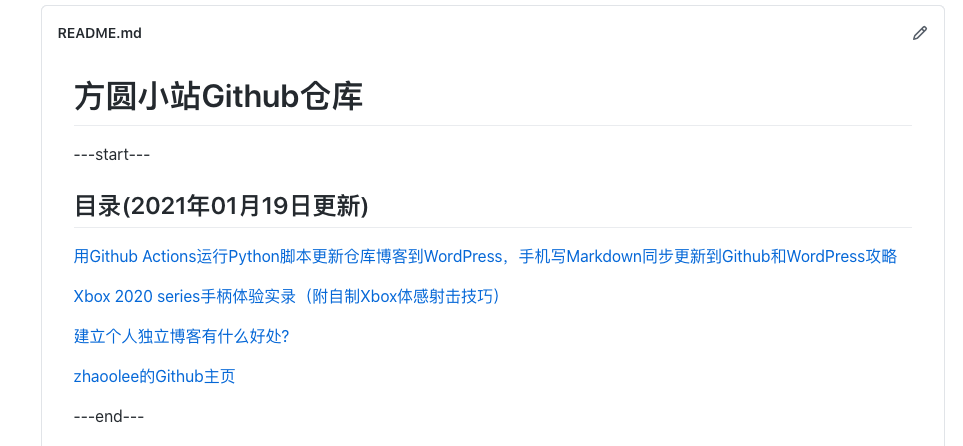 README.md
方圆小站Github仓库
---start---
目录(2021年01月19日更新)
用Github Actions运行Python脚本更新仓库博客到WordPress，手机写Markdown同步更新到Github和WordPress攻略
Xbox 2020 series手柄体验实录（附自制Xbox体感射击技巧）
建立个人独立博客有什么好处?
zhaoolee的Github主页
---end---